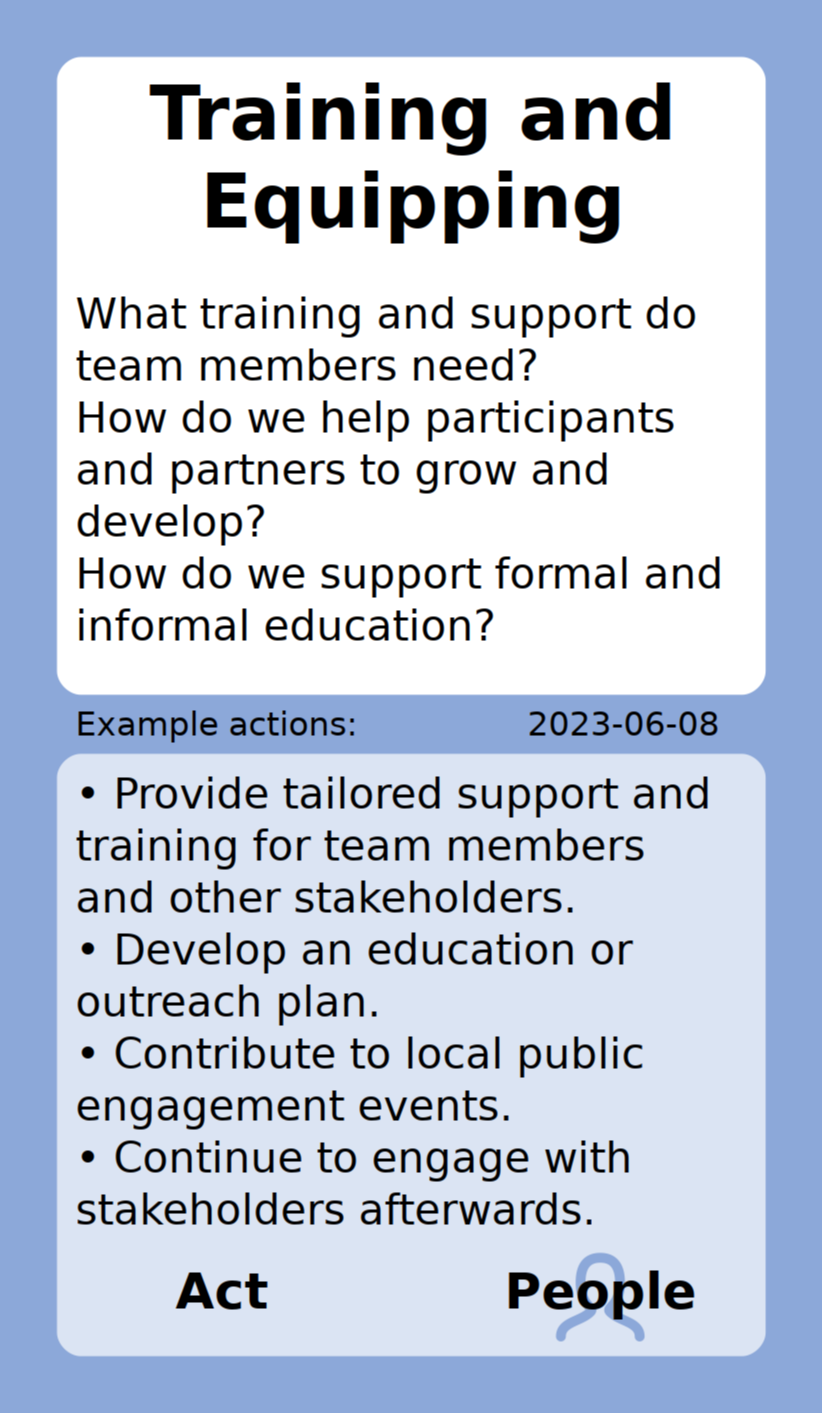 Training and
Equipping
What training and support do
team members need?
How do we help participants
and partners to grow and
develop?
How do we support formal and
informal education?
Example actions: 2023-06-08
• Provide tailored support and
training for team members
and other stakeholders.
• Develop an education or
outreach plan.
• Contribute to local public
engagement events.
• Continue to engage with
stakeholders afterwards.
Act People